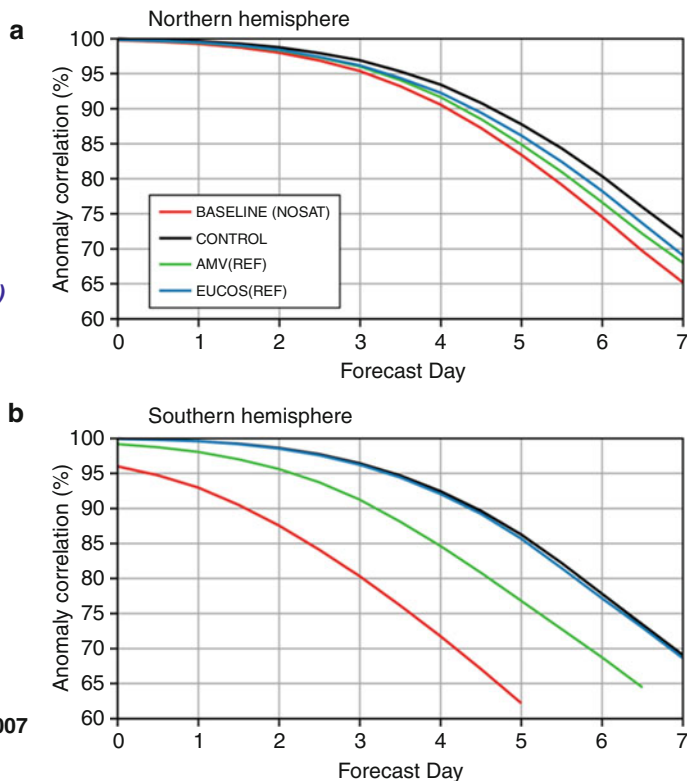 a
Northern hemisphere
Anomaly correlation (%)
100
95
90
85
80
75
70
65
60
BASELINE (NOSAT)
CONTROL
AMV(REF)
EUCOS(REF)
0 1 2 3 4 5 6 7
Forecast Day
)
b
Southern hemisphere
Anomaly correlation (%)
100
95
90
85
80
75
70
65
60
0 1 2 3 4 5 6 7
Forecast Day
007